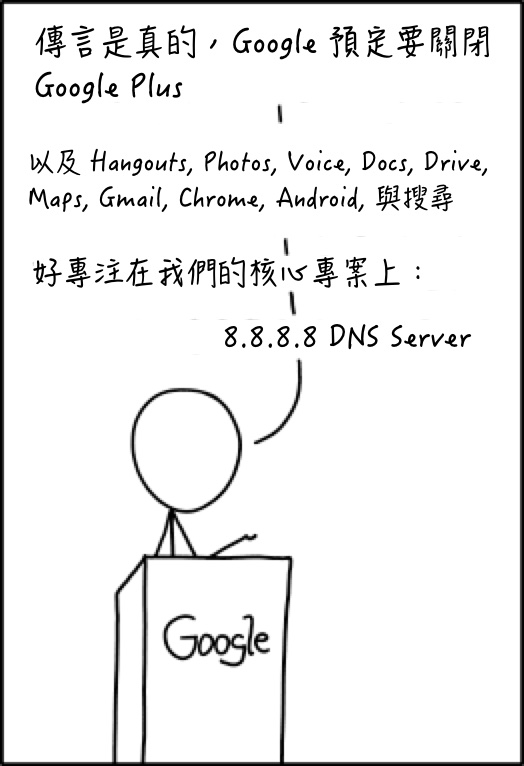 傳言是真的，Google 預定要關閉
Google Plus
以及 Hangouts, Photos, Voice, Docs, Drive,
Maps, Gmail, Chrome, Android, 與搜尋
好專注在我們的核心專案上：
8.8.8.8 DNS Server
Google